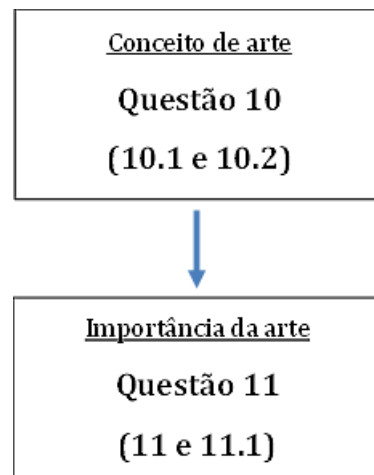 Conceito de arte
Questão 10
(10.1 e 10.2)
Importância da arte
Questão 11
(11 e 11.1)